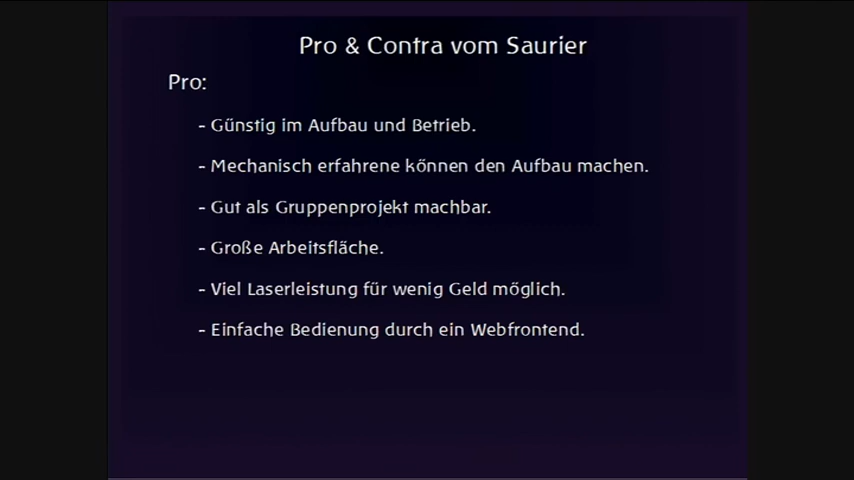 Pro & Contra vom Saurier
Pro:
- Günstig im Aufbau und Betrieb.
- Mechanisch erfahrene können den Aufbau machen.
- Gut als Gruppenprojekt machbar.
- Große Arbeitsfläche.
- Viel Laserleistung für wenig Geld möglich.
- Einfache Bedienung durch ein Webfrontend.